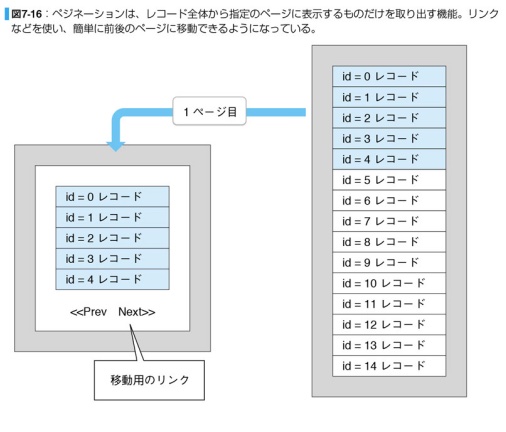 図7-16：ペジネーションは、レコード全体から指定のページに表示するものだけを取り出す機能。リンク
などを使い、簡単に前後のページに移動できるようになっている。
1 ページ目
id = 0 レコード
id = 1 レコード
id = 2 レコード
id = 3 レコード
id = 4 レコード
<<Prev Next>>
移動用のリンク
id = 0 レコード
id = 1 レコード
id = 2 レコード
id = 3 レコード
id = 4 レコード
id = 5 レコード
id = 6 レコード
id = 7 レコード
id = 8 レコード
id = 9 レコード
id = 10 レコード
id = 11 レコード
id = 12 レコード
id = 13 レコード
id = 14 レコード